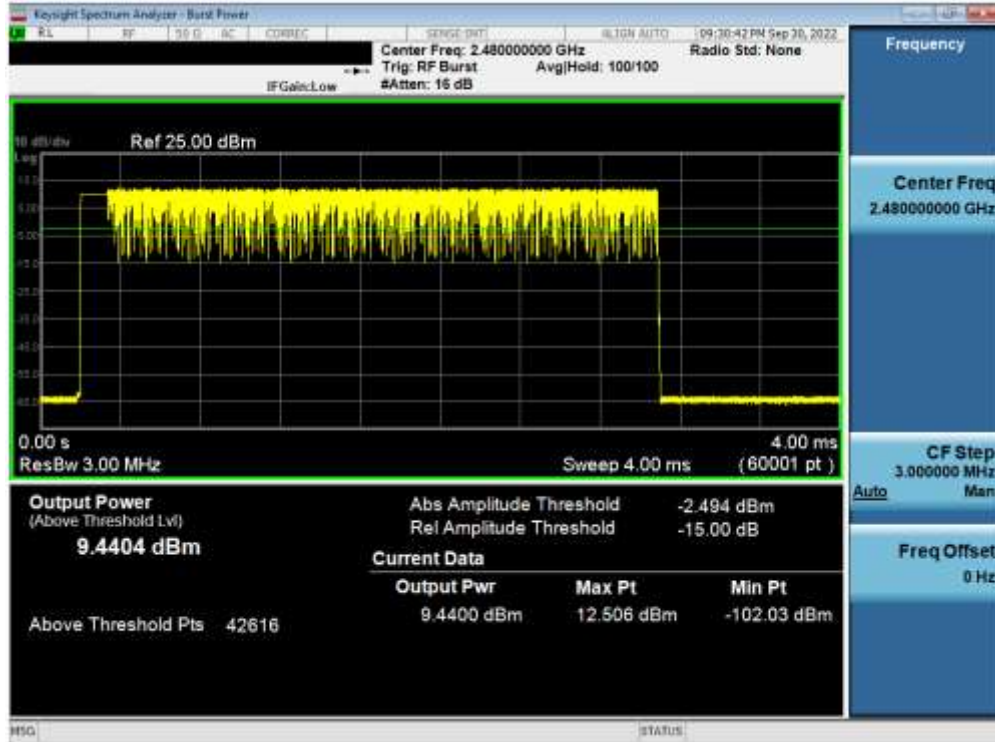 Keysight Spectrum Analyzer - Burst Power
RL RF 50 Ω AC CORREC SENSE:INT ALIGN AUTO 09:30:42 PM Sep 30, 2022
Center Freq: 2.480000000 GHz Radio Std: None
Trig: RF Burst Avg|Hold: 100/100
IFGain:Low #Atten: 16 dB
Frequency
10 dB/div Ref 25.00 dBm
Log
Center Freq
2.480000000 GHz
0.00 s 4.00 ms
ResBw 3.00 MHz Sweep 4.00 ms (60001 pt)
CF Step
3.000000 MHz
Auto Man
Output Power
(Above Threshold Lvl)
9.4404 dBm
Above Threshold Pts 42616
Abs Amplitude Threshold -2.494 dBm
Rel Amplitude Threshold -15.00 dB
Current Data
Output Pwr Max Pt Min Pt
9.4400 dBm 12.506 dBm -102.03 dBm
Freq Offset
0 Hz
MSG STATUS